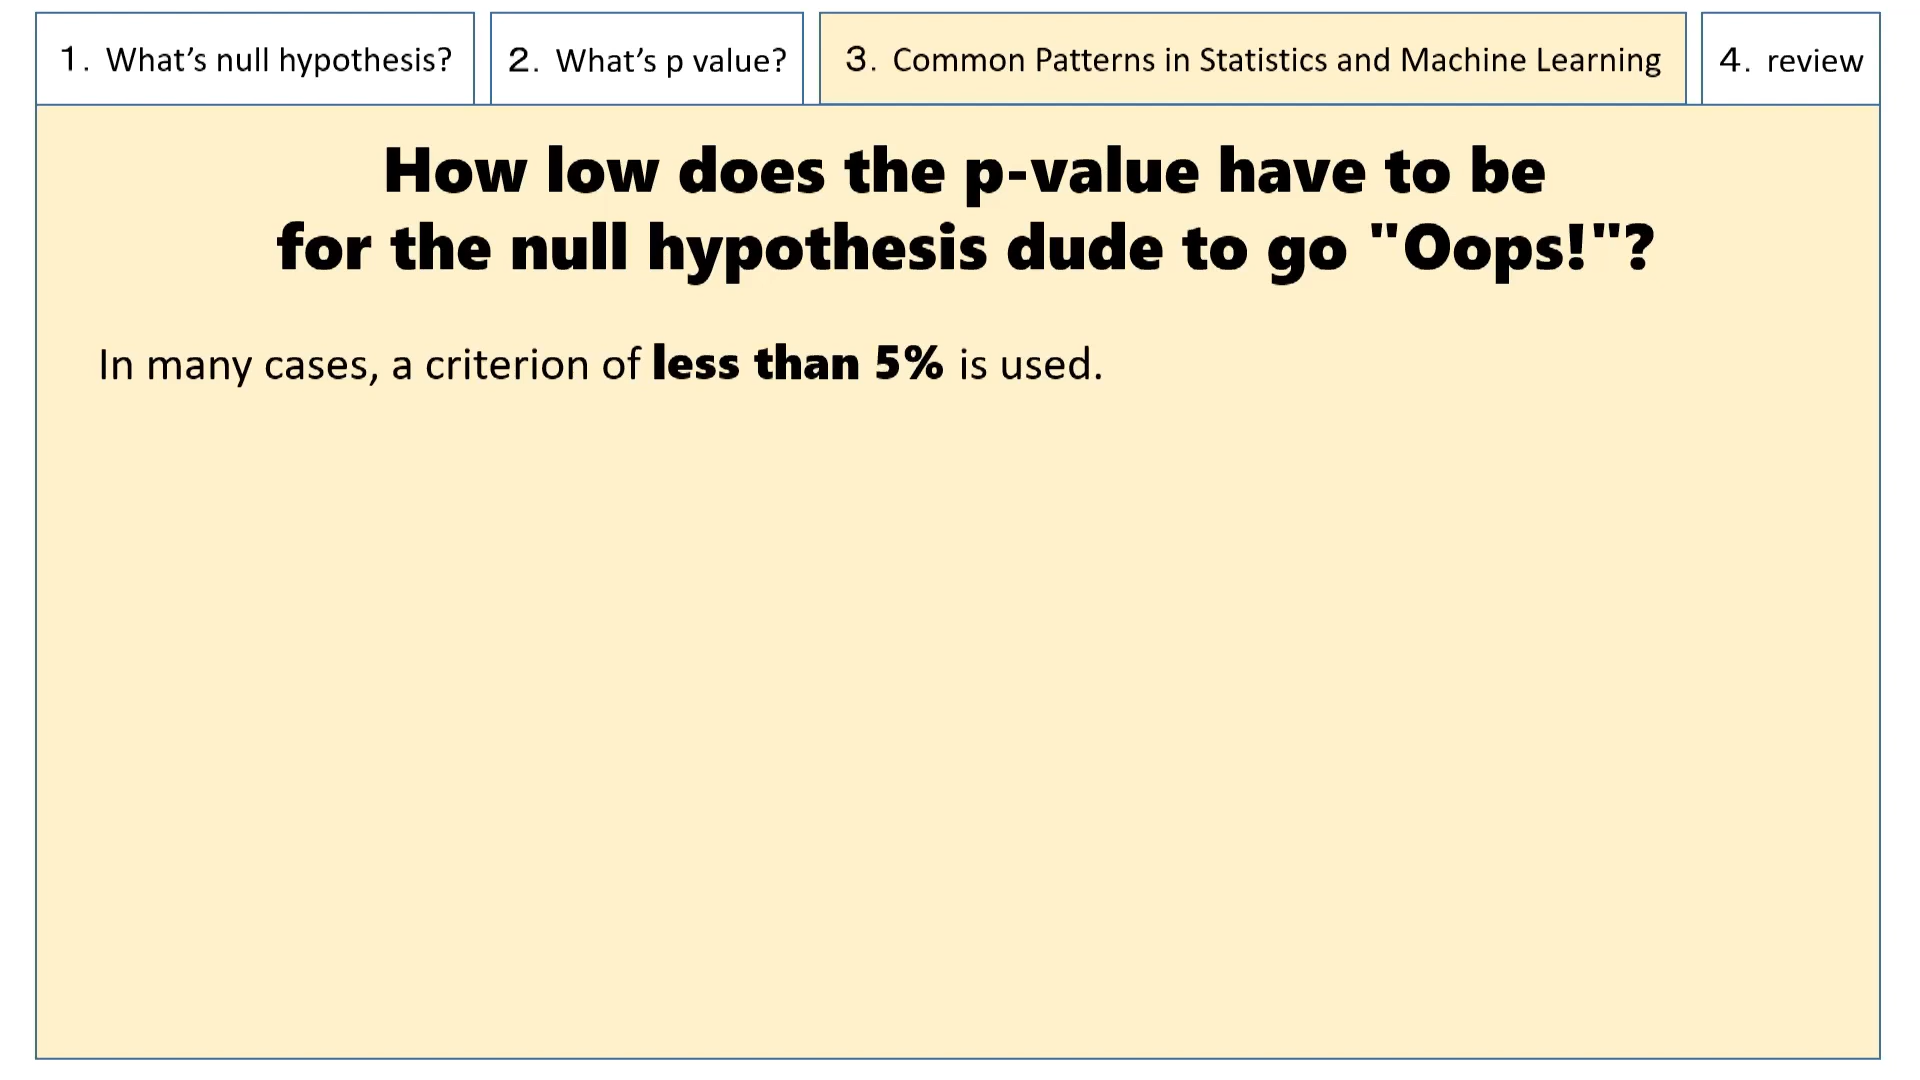 1. What’s null hypothesis?
2. What’s p value?
3. Common Patterns in Statistics and Machine Learning
4. review
How low does the p-value have to be
for the null hypothesis dude to go "Oops!"?
In many cases, a criterion of less than 5% is used.